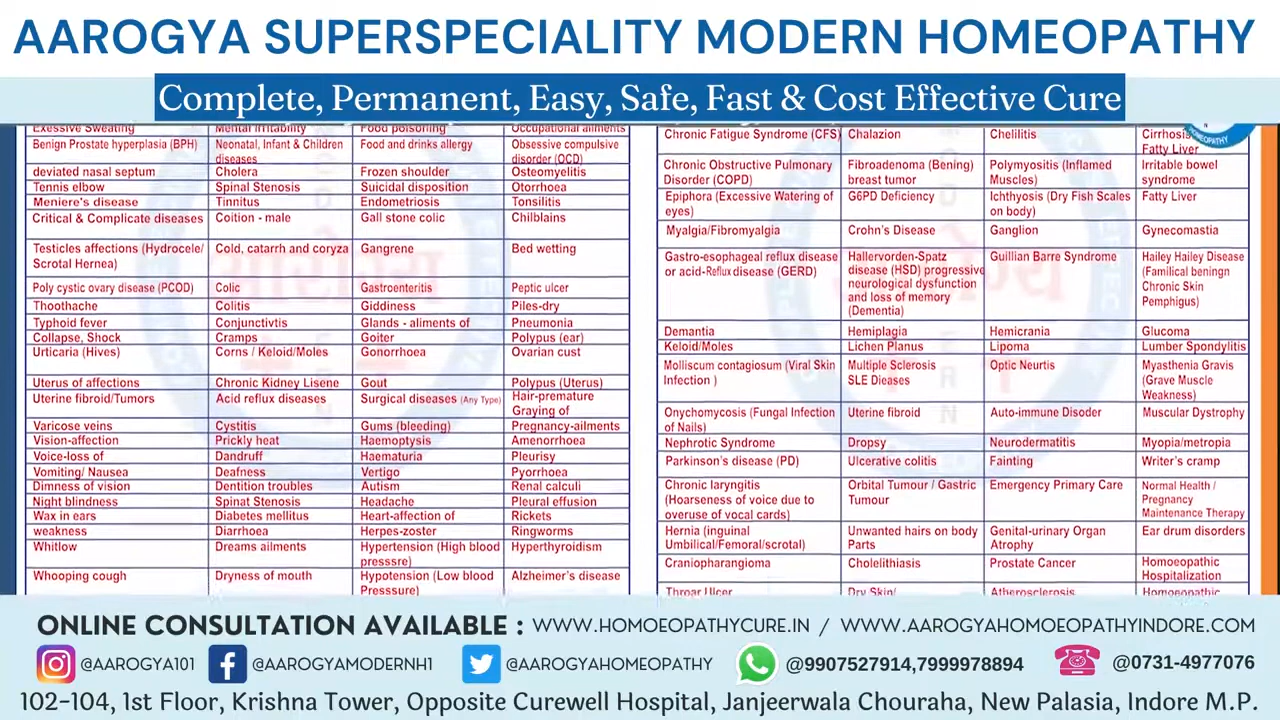 AAROGYA SUPERSPECIALITY MODERN HOMEOPATHY
Complete, Permanent, Easy, Safe, Fast & Cost Effective Cure
Exessive Sweating Mental Irritability Food poisoning Occupational ailments
Benign Prostate hyperplasia (BPH) Neonatal, Infant & Children Food and drinks allergy Obsessive compulsive
diseases disorder (OCD)
deviated nasal septum Cholera Frozen shoulder Osteomyelitis
Tennis elbow Spinal Stenosis Suicidal disposition Otorrhoea
Meniere's disease Tinnitus Endometriosis Tonsilitis
Critical & Complicate diseases Coition - male Gall stone colic Chilblains
Testicles affections (Hydrocele/ Cold, catarrh and coryza Gangrene Bed wetting
Scrotal Hernea)
Poly cystic ovary disease (PCOD) Colic Gastroenteritis Peptic ulcer
Thoothache Colitis Giddiness Piles-dry
Typhoid fever Conjunctivtis Glands - aliments of Pneumonia
Collapse, Shock Cramps Goiter Polypus (ear)
Urticaria (Hives) Corns / Keloid/Moles Gonorrhoea Ovarian cust
Uterus of affections Chronic Kidney Lisene Gout Polypus (Uterus)
Uterine fibroid/Tumors Acid reflux diseases Surgical diseases (Any Type) Hair-premature
Graying of
Varicose veins Cystitis Gums (bleeding) Pregnancy-ailments
Vision-affection Prickly heat Haemoptysis Amenorrhoea
Voice-loss of Dandruff Haematuria Pleurisy
Vomiting/ Nausea Deafness Vertigo Pyorrhoea
Dimness of vision Dentition troubles Autism Renal calculi
Night blindness Spinat Stenosis Headache Pleural effusion
Wax in ears Diabetes mellitus Heart-affection of Rickets
weakness Diarrhoea Herpes-zoster Ringworms
Whitlow Dreams ailments Hypertension (High blood Hyperthyoidism
presssre)
Whooping cough Dryness of mouth Hypotension (Low blood Alzheimer's disease
Presssure)
Chronic Fatigue Syndrome (CFS) Chalazion Chelilitis Cirrhosis
Fatty Liver
HOMEOPATHY
Chronic Obstructive Pulmonary Fibroadenoma (Bening) Polymyositis (Inflamed Irritable bowel
Disorder (COPD) breast tumor Muscles) syndrome
Epiphora (Excessive Watering of G6PD Deficiency Ichthyosis (Dry Fish Scales Fatty Liver
eyes) on body)
Myalgia/Fibromyalgia Crohn's Disease Ganglion Gynecomastia
Gastro-esophageal reflux disease Hallervorden-Spatz Guillian Barre Syndrome Hailey Hailey Disease
or acid-Reflux disease (GERD) disease (HSD) progressive (Familical beningn
neurological dysfunction Chronic Skin
and loss of memory Pemphigus)
(Dementia)
Demantia Hemiplagia Hemicrania Glucoma
Keloid/Moles Lichen Planus Lipoma Lumber Spondylitis
Molliscum contagiosum (Viral Skin Multiple Sclerosis Optic Neurtis Myasthenia Gravis
Infection ) SLE Dieases (Grave Muscle
Weakness)
Onychomycosis (Fungal Infection Uterine fibroid Auto-immune Disoder Muscular Dystrophy
of Nails)
Nephrotic Syndrome Dropsy Neurodermatitis Myopia/metropia
Parkinson's disease (PD) Ulcerative colitis Fainting Writer's cramp
Chronic laryngitis Orbital Tumour / Gastric Emergency Primary Care Normal Health /
(Hoarseness of voice due to Tumour Pregnancy
overuse of vocal cards) Maintenance Therapy
Hernia (inguinal Unwanted hairs on body Genital-urinary Organ Ear drum disorders
Umbilical/Femoral/scrotal) Parts Atrophy
Craniopharangioma Cholelithiasis Prostate Cancer Homoeopathic
Hospitalization
Throar Ulcer Dry Skin/ Atherosclerosis Homoeopathic
ONLINE CONSULTATION AVAILABLE : WWW.HOMOEOPATHYCURE.IN / WWW.AAROGYAHOMOEOPATHYINDORE.COM
@AAROGYA101 @AAROGYAMODERNH1 @AAROGYAHOMEOPATHY @9907527914,7999978894 @0731-4977076
102-104, 1st Floor, Krishna Tower, Opposite Curewell Hospital, Janjeerwala Chouraha, New Palasia, Indore M.P.